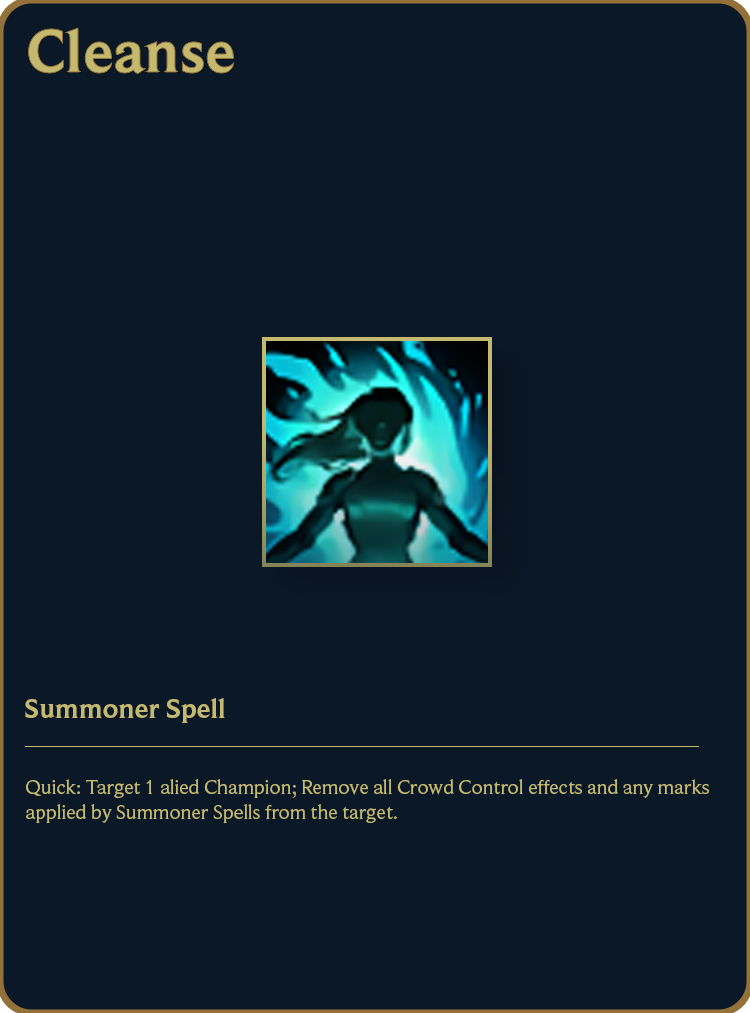 Cleanse
Summoner Spell
Quick: Target 1 alied Champion; Remove all Crowd Control effects and any marks
applied by Summoner Spells from the target.